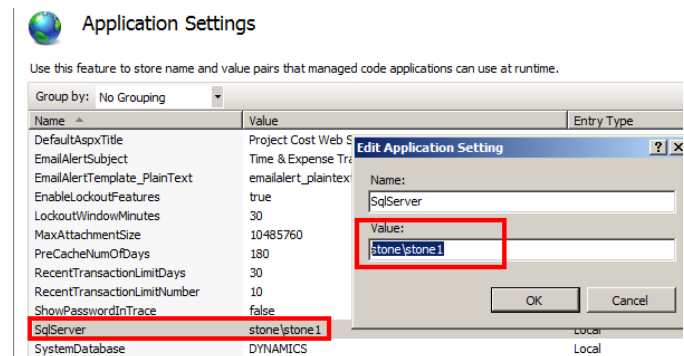 Application Settings
Use this feature to store name and value pairs that managed code applications can use at runtime.
Group by: No Grouping
Name Value Entry Type
DefaultAspxTitle Project Cost Web S
EmailAlertSubject Time & Expense Tra
EmailAlertTemplate_PlainText emailalert_plaintext
EnableLockoutFeatures true
LockoutWindowMinutes 30
MaxAttachmentSize 10485760
PreCacheNumOfDays 180
RecentTransactionLimitDays 30
RecentTransactionLimitNumber 10
ShowPasswordInTrace false
SqlServer stone\stone1 Local
SystemDatabase DYNAMICS Local
Edit Application Setting
Name:
SqlServer
Value:
stone\stone1
OK Cancel